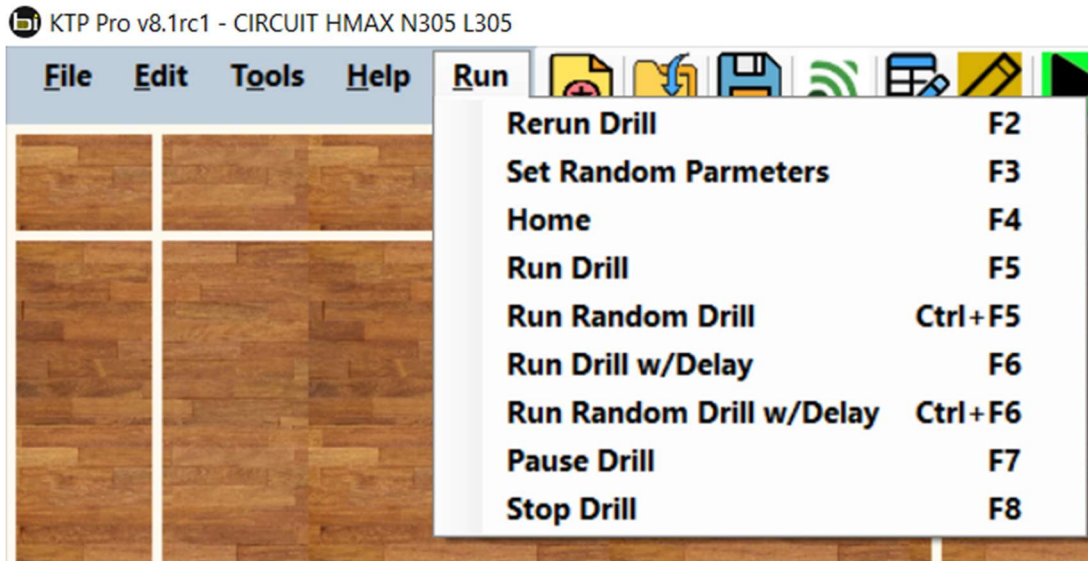 bi KTP Pro v8.1rc1 - CIRCUIT HMAX N305 L305
File Edit Tools Help Run
Rerun Drill F2
Set Random Parmeters F3
Home F4
Run Drill F5
Run Random Drill Ctrl+F5
Run Drill w/Delay F6
Run Random Drill w/Delay Ctrl+F6
Pause Drill F7
Stop Drill F8